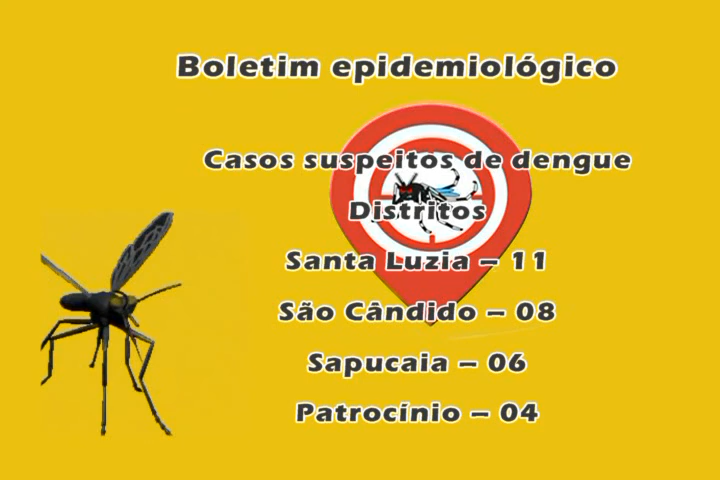 Boletim epidemiológico
Casos suspeitos de dengue
Distritos
Santa Luzia – 11
São Cândido – 08
Sapucaia – 06
Patrocínio – 04